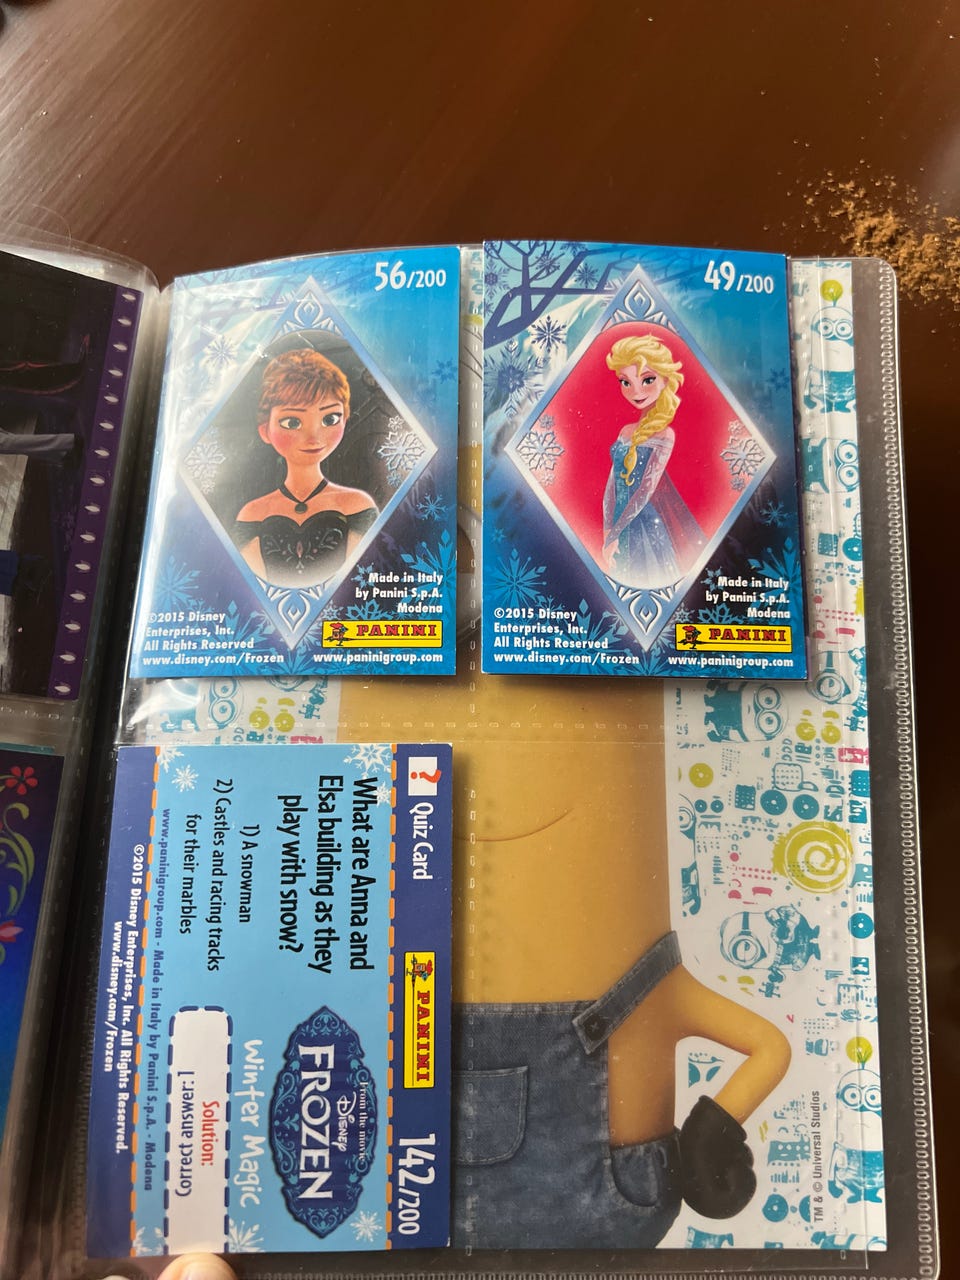 56/200
Made in Italy
by Panini S.p.A.
Modena
©2015 Disney
Enterprises, Inc.
All Rights Reserved
www.disney.com/Frozen
PANINI
www.paninigroup.com
49/200
Made in Italy
by Panini S.p.A.
Modena
©2015 Disney
Enterprises, Inc.
All Rights Reserved
www.disney.com/Frozen
PANINI
www.paninigroup.com
? Quiz Card
PANINI
142/200
What are Anna and
Elsa building as they
play with snow?
1) A snowman
2) Castles and racing tracks
for their marbles
From the movie
Disney
FROZEN
Winter Magic
Solution:
Correct answer: 1
www.paninigroup.com - Made in Italy by Panini S.p.A. - Modena
©2015 Disney Enterprises, Inc. All Rights Reserved.
www.disney.com/Frozen
TM & © Universal Studios